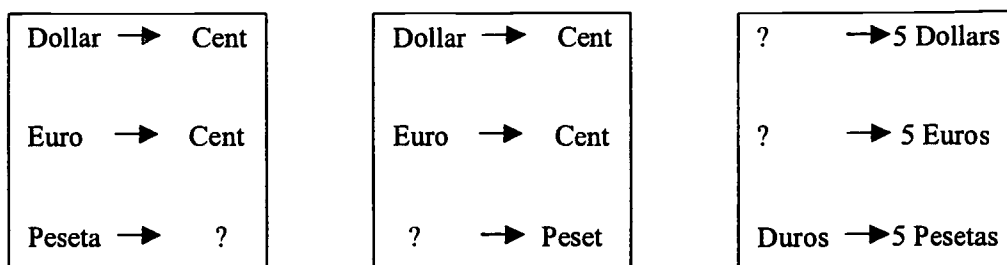 Dollar → Cent
Euro → Cent
Peseta → ?
Dollar → Cent
Euro → Cent
? → Peset
? → 5 Dollars
? → 5 Euros
Duros → 5 Pesetas